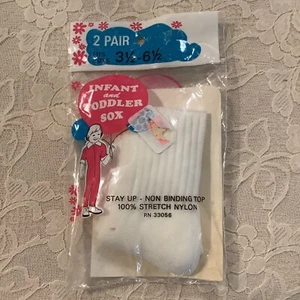 2 PAIR
3½-6½
INFANT
and
TODDLER
SOX
STAY UP - NON BINDING TOP
100% STRETCH NYLON
RN 33066